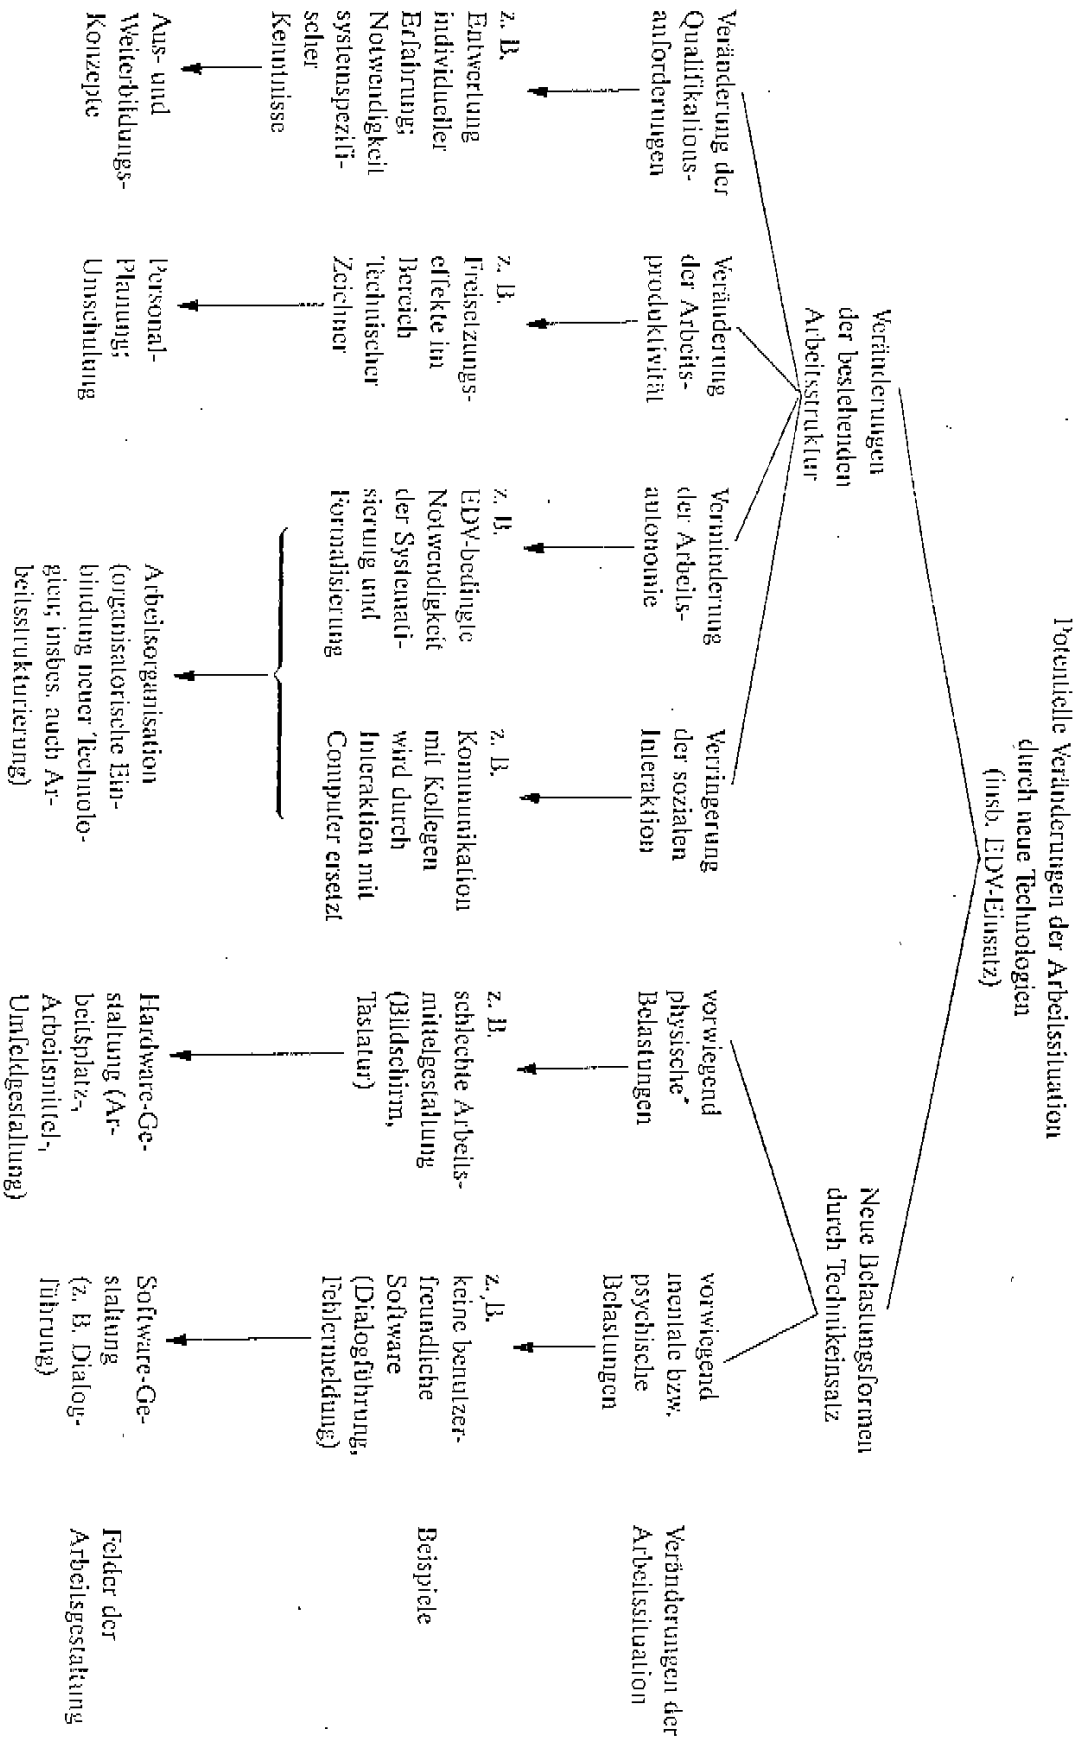 Potentielle Veränderungen der Arbeitssituation
durch neue Technologien
(insb. EDV-Einsatz)
Veränderungen
der bestehenden
Arbeitsstruktur
Neue Belastungsformen
durch Technikeinsatz
Veränderung der
Qualifikations-
anforderungen
Veränderung
der Arbeits-
produktivität
Verminderung
der Arbeits-
autonomie
Verringerung
der sozialen
Interaktion
vorwiegend
physische
Belastungen
vorwiegend
mentale bzw.
psychische
Belastungen
Veränderungen der
Arbeitssituation
z. B.
Entwertung
individueller
Erfahrung;
Notwendigkeit
systemspezifi-
scher
Kenntnisse
z. B.
Freisetzungs-
effekte im
Bereich
Technischer
Zeichner
z. B.
EDV-bedingte
Notwendigkeit
der Systemati-
sierung und
Formalisierung
z. B.
Kommunikation
mit Kollegen
wird durch
Interaktion mit
Computer ersetzt
z. B.
schlechte Arbeits-
mittelgestaltung
(Bildschirm,
Tastatur)
z. B.
keine benutzer-
freundliche
Software
(Dialogführung,
Fehlermeldung)
Beispiele
Aus- und
Weiterbildungs-
Konzepte
Personal-
Planung;
Umschulung
Arbeitsorganisation
(organisatorische Ein-
bindung neuer Technolo-
gien; insbes. auch Ar-
beitsstrukturierung)
Hardware-Ge-
staltung (Ar-
beitsplatz-,
Arbeitsmittel-,
Umfeldgestaltung)
Software-Ge-
staltung
(z. B. Dialog-
führung)
Felder der
Arbeitsgestaltung